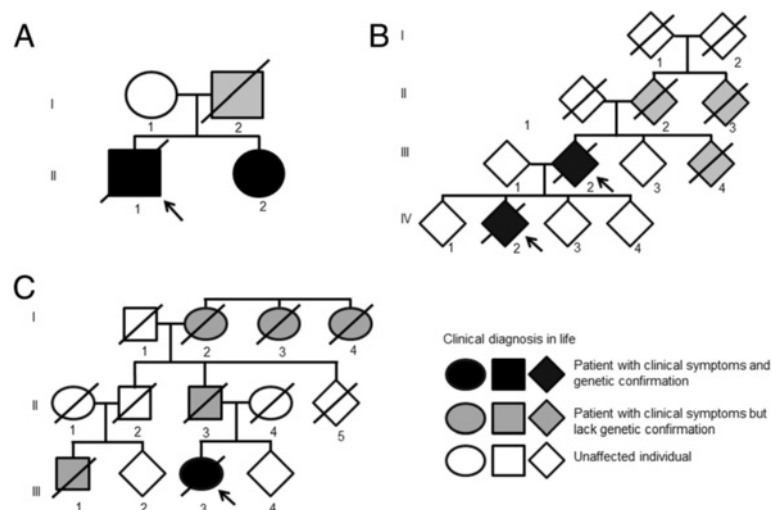 A
I
1 2
II
1 2
B
I
1 2
II
1 2 3
III
1 2 3 4
IV
1 2 3 4
C
I
1 2 3 4
II
1 2 3 4 5
III
1 2 3 4
Clinical diagnosis in life
Patient with clinical symptoms and
genetic confirmation
Patient with clinical symptoms but
lack genetic confirmation
Unaffected individual